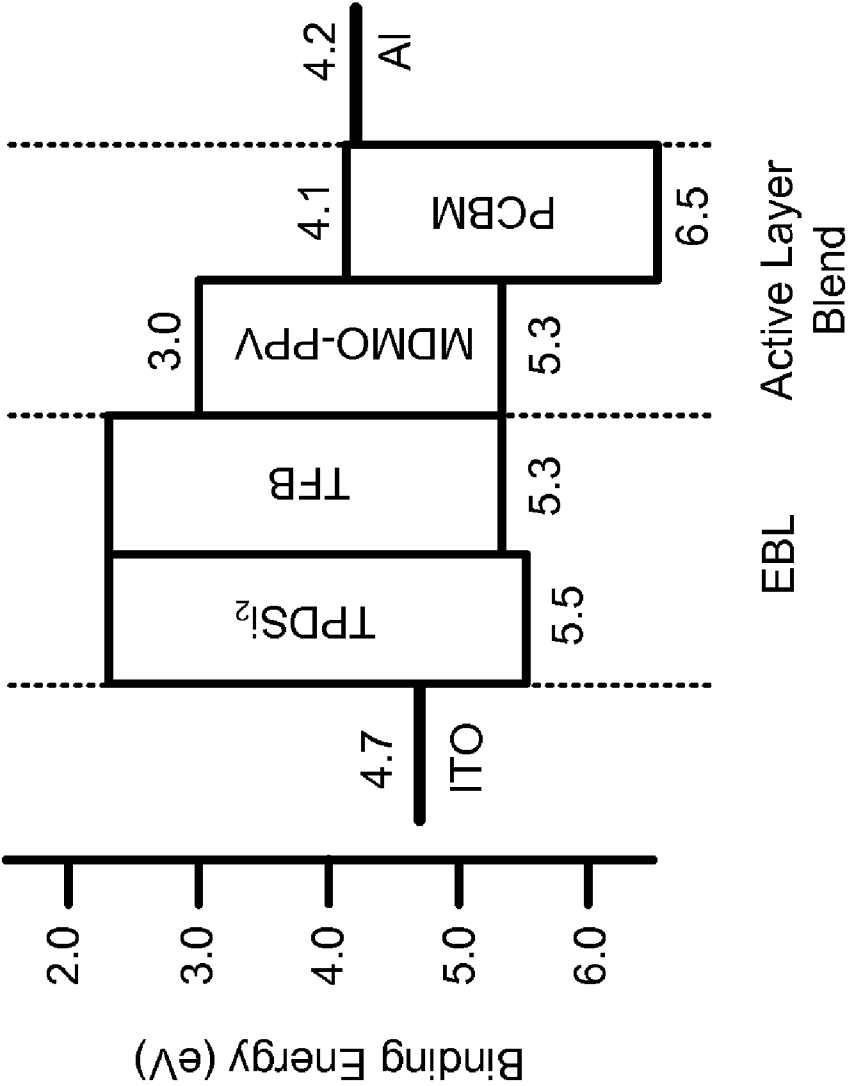 Binding Energy (eV)
2.0
3.0
4.0
5.0
6.0
4.7
ITO
TPDSi₂
5.5
TFB
5.3
EBL
3.0
MDMO-PPV
5.3
4.1
PCBM
6.5
Active Layer
Blend
4.2
Al